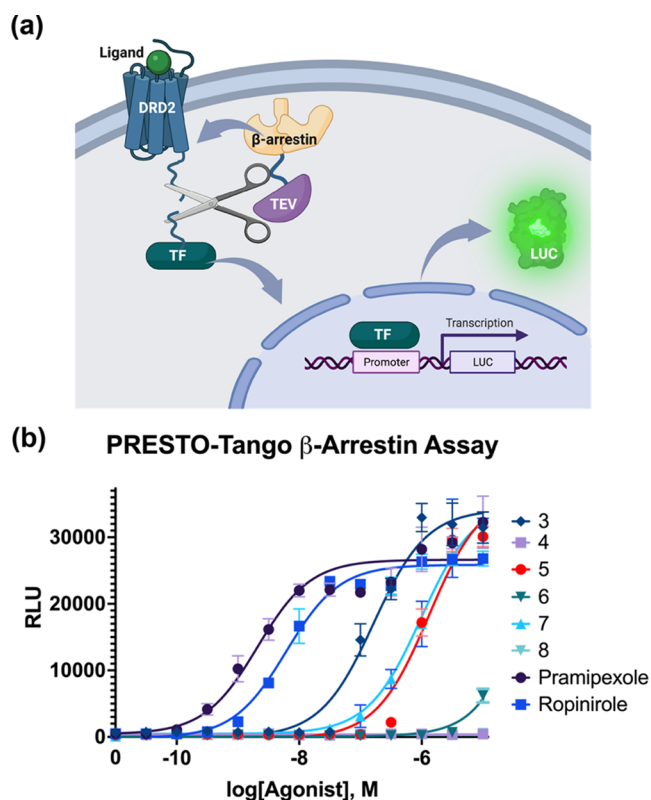 (a)
Ligand
DRD2
β-arrestin
TEV
TF
LUC
TF
Transcription
Promoter
LUC
(b)
PRESTO-Tango β-Arrestin Assay
30000
20000
10000
0
RLU
0
-10
-8
-6
log[Agonist], M
3
4
5
6
7
8
Pramipexole
Ropinirole